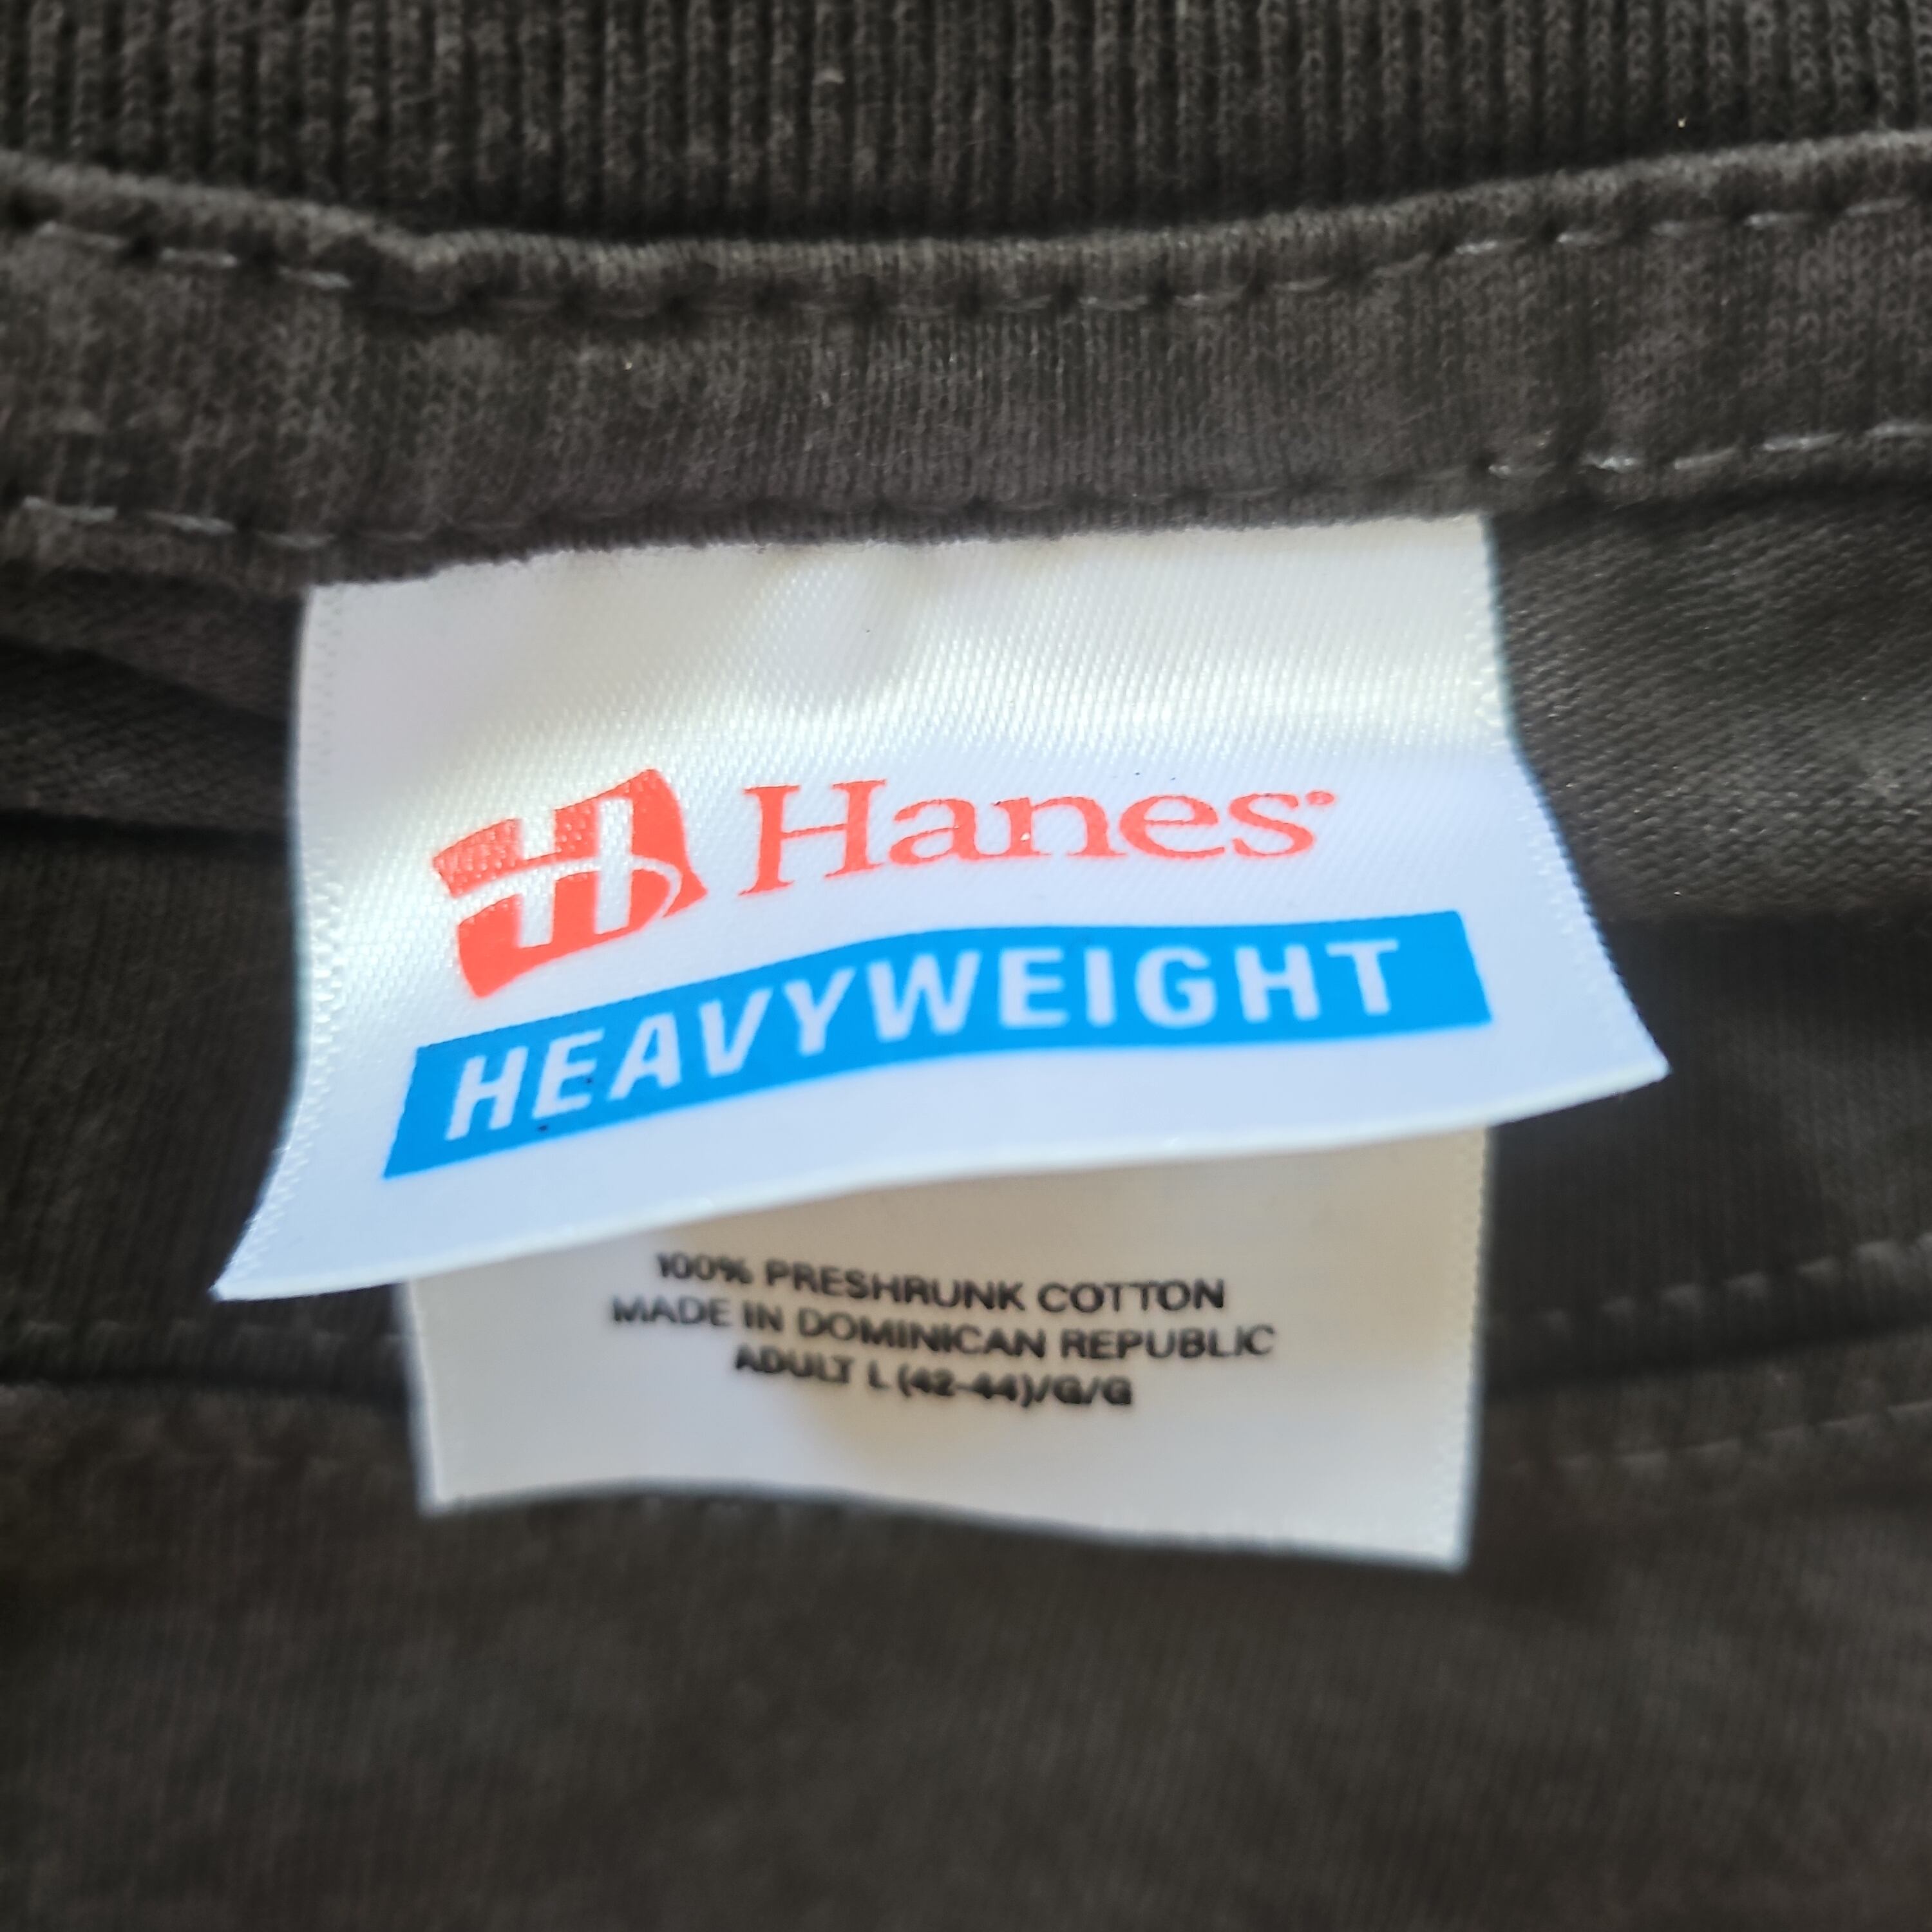 Hanes
HEAVYWEIGHT
100% PRESHRUNK COTTON
MADE IN DOMINICAN REPUBLIC
ADULT L (42-44)/G/G